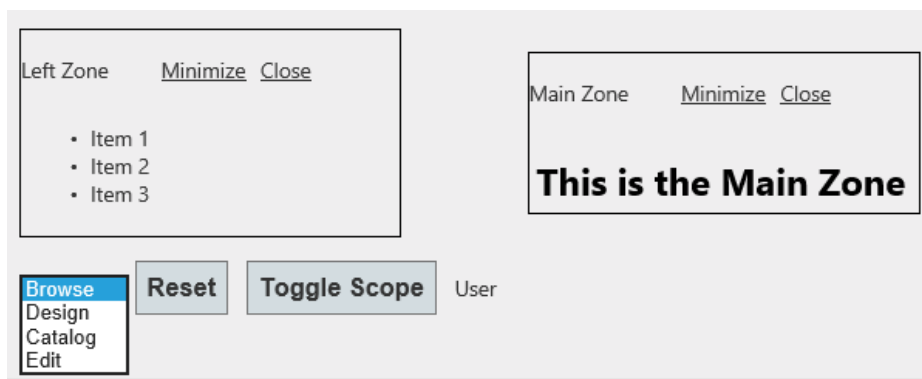 Left Zone Minimize Close
• Item 1
• Item 2
• Item 3
Main Zone Minimize Close
This is the Main Zone
Browse
Design
Catalog
Edit
Reset
Toggle Scope
User